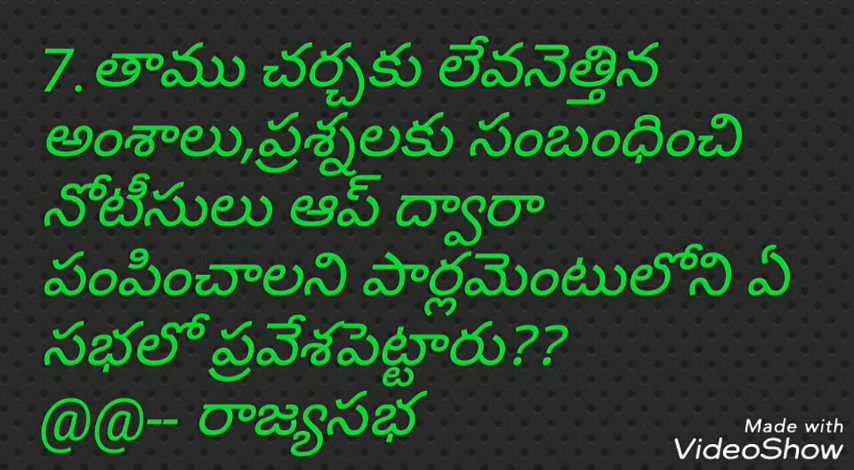 7. తాము చర్చకు లేవనెత్తిన
అంశాలు,ప్రశ్నలకు సంబంధించి
నోటీసులు ఆప్ ద్వారా
పంపించాలని పార్లమెంటులోని ఏ
సభలో ప్రవేశపెట్టారు??
@@-- రాజ్యసభ
Made with
VideoShow